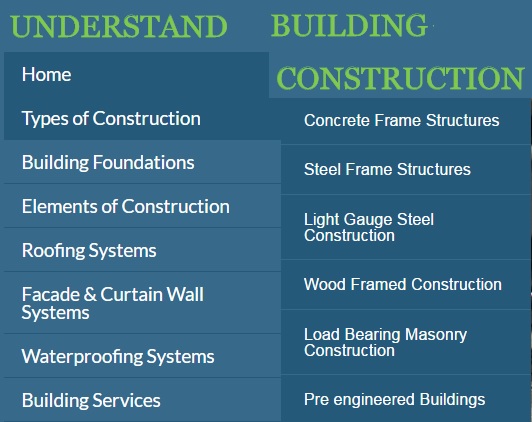 UNDERSTAND BUILDING
CONSTRUCTION
Home
Types of Construction
Building Foundations
Elements of Construction
Roofing Systems
Facade & Curtain Wall
Systems
Waterproofing Systems
Building Services
Concrete Frame Structures
Steel Frame Structures
Light Gauge Steel
Construction
Wood Framed Construction
Load Bearing Masonry
Construction
Pre engineered Buildings